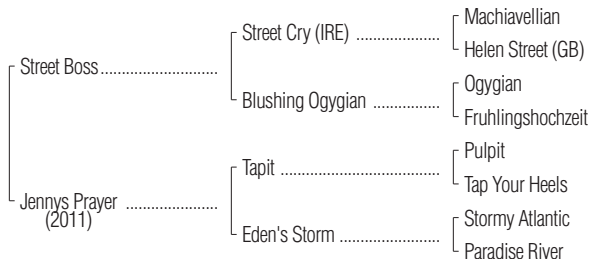 Machiavellian
Street Cry (IRE) ..................
Helen Street (GB)
Street Boss.........................
Ogygian
Blushing Ogygian ..............
Fruhlingshochzeit
Pulpit
Tapit ..................................
Tap Your Heels
Jennys Prayer ....................
(2011)
Stormy Atlantic
Eden's Storm .....................
Paradise River